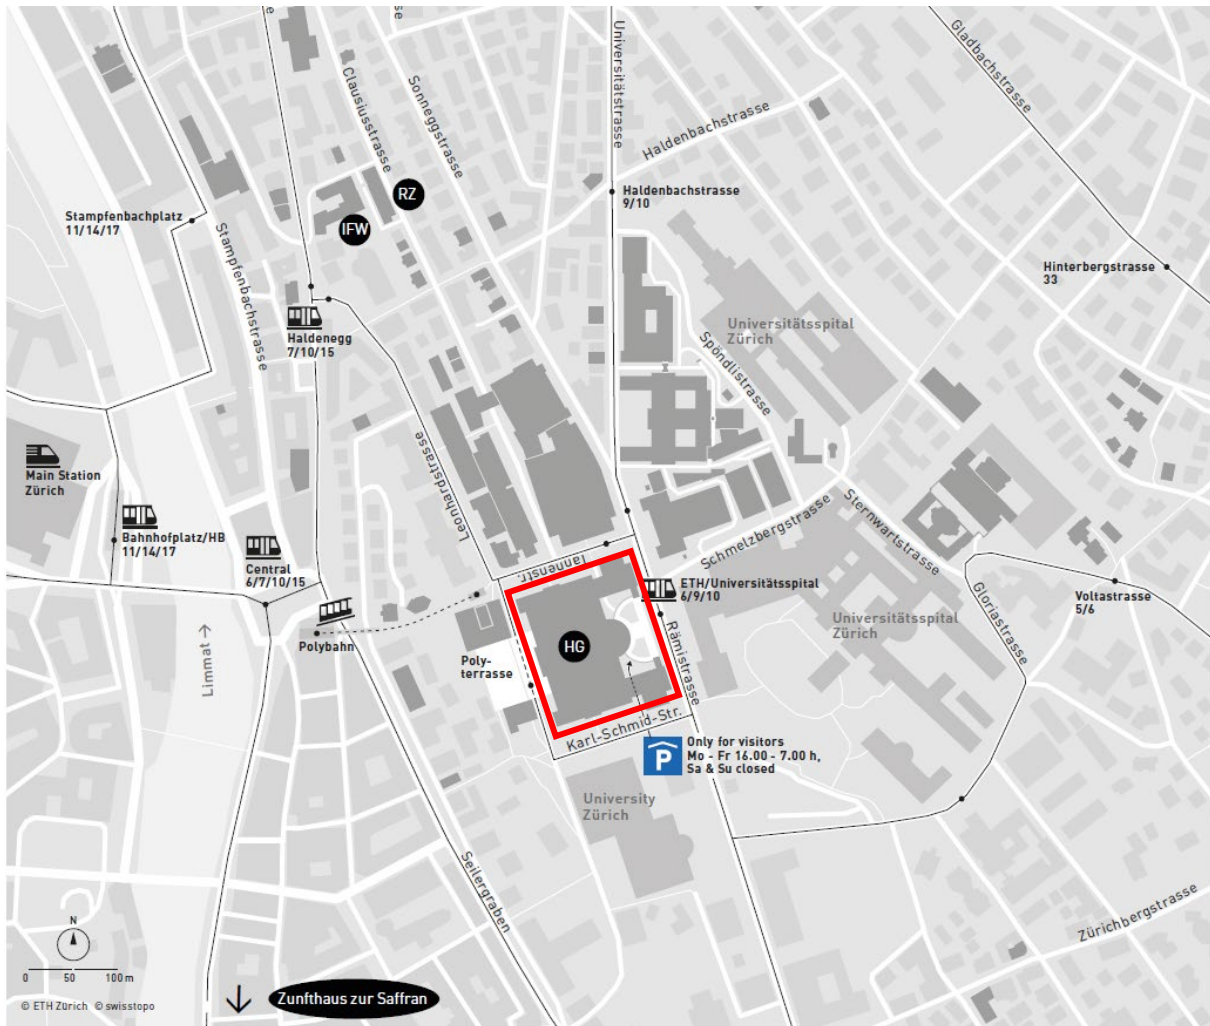 Universitätstrasse
Gladbachstrasse
Clausiusstrasse
Sonneggstrasse
Haldenbachstrasse
RZ
Haldenbachstrasse
9/10
Stampfenbachplatz
11/14/17
IFW
Stampfenbachstrasse
Hinterbergstrasse
33
Haldenegg
7/10/15
Universitätsspital
Zürich
Spöndlistrasse
Leonhardstrasse
Main Station
Zürich
Bahnhofplatz/HB
11/14/17
Central
6/7/10/15
Sternwartstrasse
Schmelzbergstrasse
Tannenstr.
ETH/Universitätsspital
6/9/10
Gloriastrasse
Voltastrasse
5/6
Universitätsspital
Zürich
Polybahn
Limmat →
HG
Poly-
terrasse
Rämistrasse
Karl-Schmid-Str.
P
Only for visitors
Mo - Fr 16.00 - 7.00 h,
Sa & Su closed
University
Zürich
Seilergraben
Zürichbergstrasse
N
0 50 100 m
© ETH Zürich © swisstopo
Zunfthaus zur Saffran